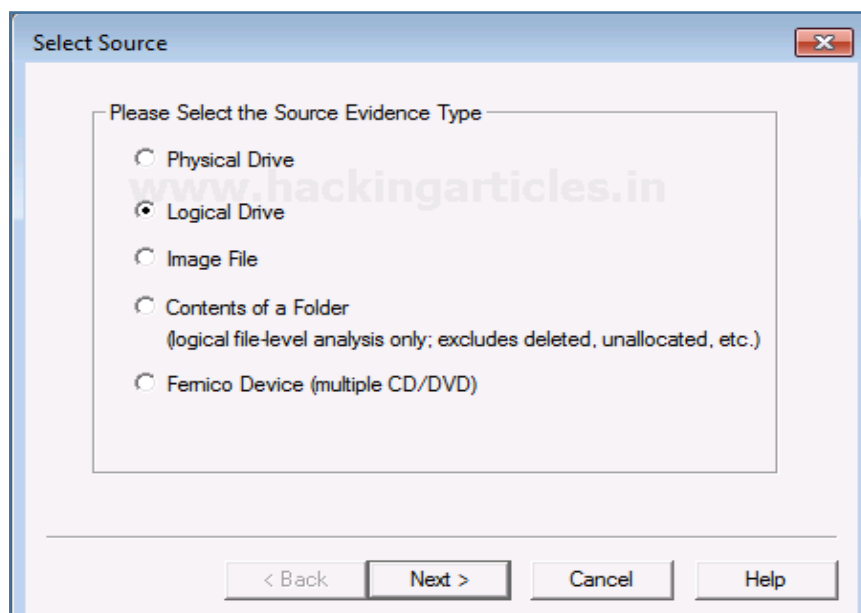 Select Source
Please Select the Source Evidence Type
Physical Drive
www.hackingarticles.in
Logical Drive
Image File
Contents of a Folder
(logical file-level analysis only; excludes deleted, unallocated, etc.)
Fernico Device (multiple CD/DVD)
< Back
Next >
Cancel
Help